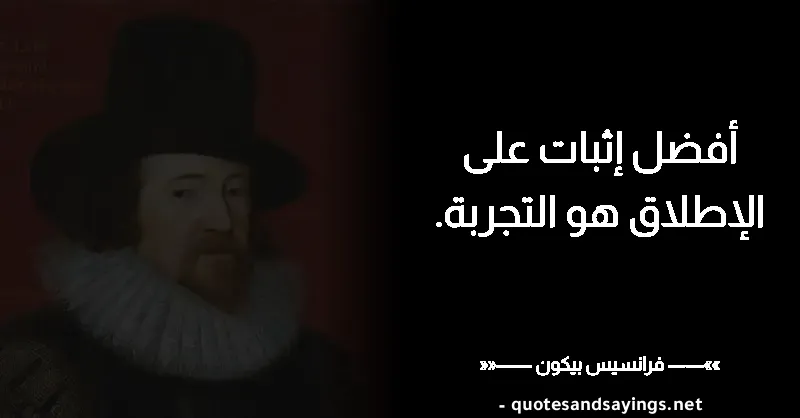 أفضل إثبات على
الإطلاق هو التجربة.
»»—— فرانسيس بيكون ——««
- quotesandsayings.net